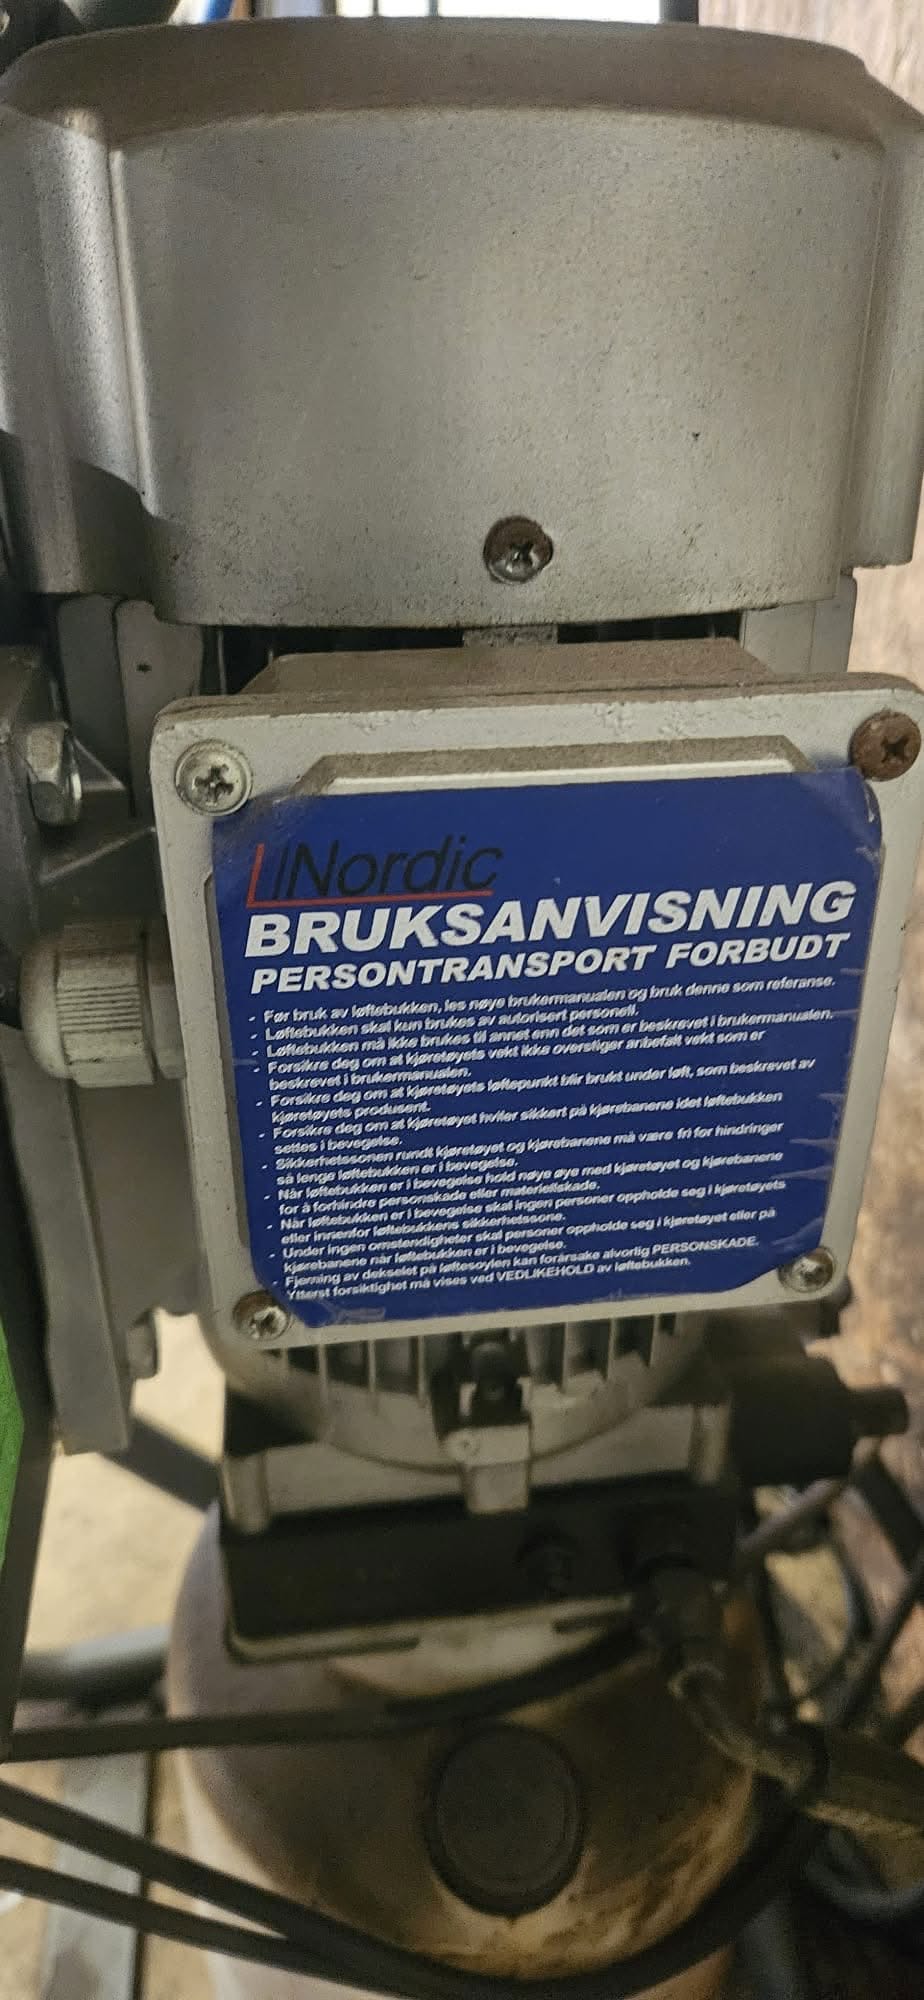 Nordic
BRUKSANVISNING
PERSONTRANSPORT FORBUDT
- Før bruk av løftebukken, les nøye brukermanualen og bruk denne som referanse.
- Løftebukken skal kun brukes av autorisert personell.
- Løftebukken må ikke brukes til annet enn det som er beskrevet i brukermanualen.
- Forsikre deg om at kjøretøyets vekt ikke overstiger anbefalt vekt som er
beskrevet i brukermanualen.
- Forsikre deg om at kjøretøyets løftepunkt blir brukt under løft, som beskrevet av
kjøretøyets produsent.
- Forsikre deg om at kjøretøyet hviler sikkert på kjørebanene idet løftebukken
settes i bevegelse.
- Sikkerhetssonen rundt kjøretøyet og kjørebanene må være fri for hindringer
så lenge løftebukken er i bevegelse.
- Når løftebukken er i bevegelse hold nøye øye med kjøretøyet og kjørebanene
for å forhindre personskade eller materiellskade.
- Når løftebukken er i bevegelse skal ingen personer oppholde seg i kjøretøyets
eller innenfor løftebukkens sikkerhetssone.
- Under ingen omstendigheter skal personer oppholde seg i kjøretøyet eller på
kjørebanene når løftebukken er i bevegelse.
- Fjerning av dekselet på løftesøylen kan forårsake alvorlig PERSONSKADE.
Ytterst forsiktighet må vises ved VEDLIKEHOLD av løftebukken.